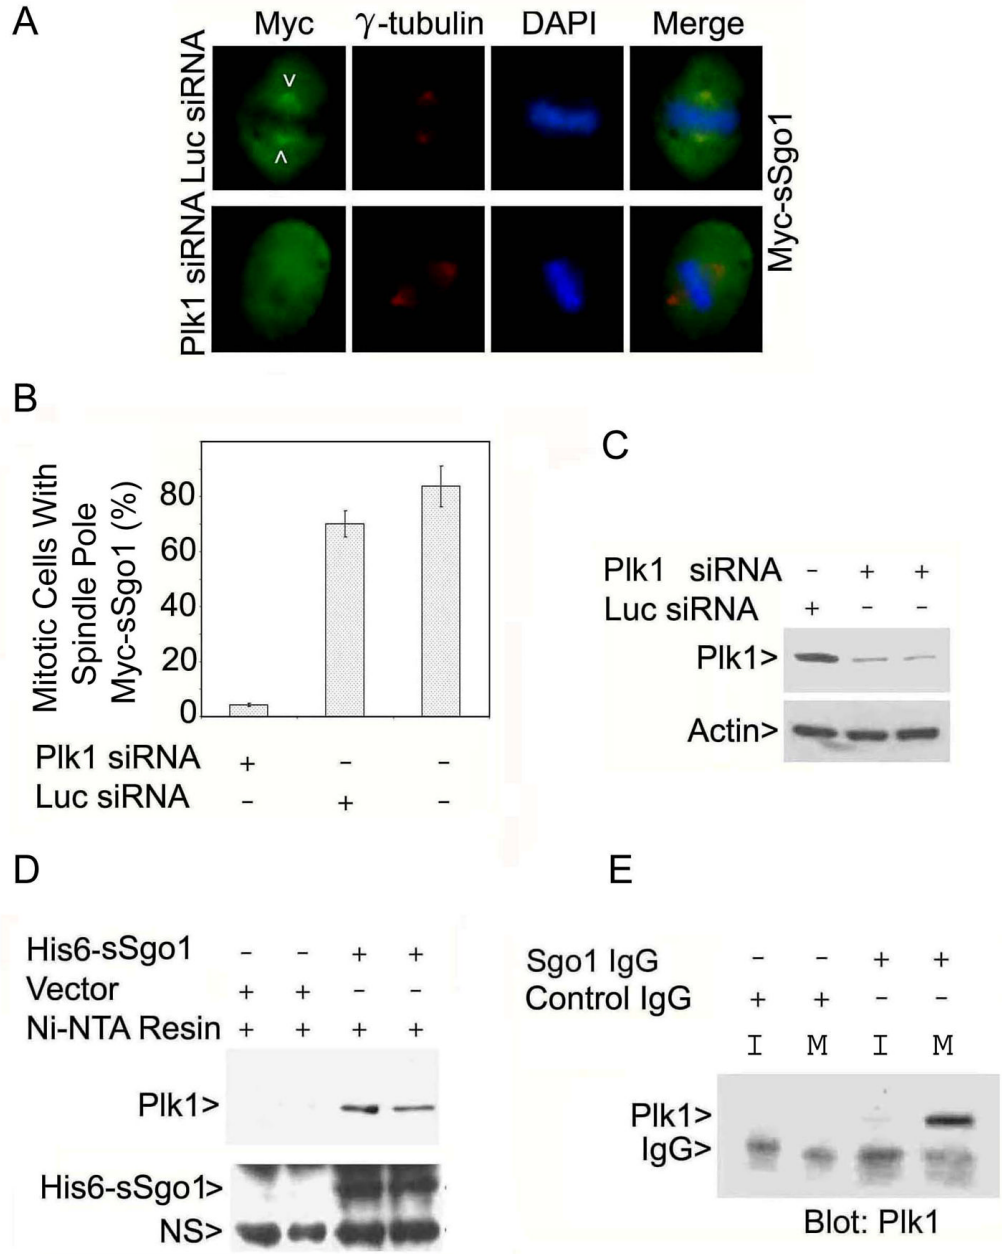 A
Myc γ-tubulin DAPI Merge
Luc siRNA
Plk1 siRNA
Myc-sSgo1
B
Mitotic Cells With
Spindle Pole
Myc-sSgo1 (%)
80
60
40
20
0
Plk1 siRNA + - -
Luc siRNA - + -
C
Plk1 siRNA - + +
Luc siRNA + - -
Plk1>
Actin>
D
His6-sSgo1 - - + +
Vector + + - -
Ni-NTA Resin + + + +
Plk1>
His6-sSgo1>
NS>
E
Sgo1 IgG - - + +
Control IgG + + - -
I M I M
Plk1>
IgG>
Blot: Plk1